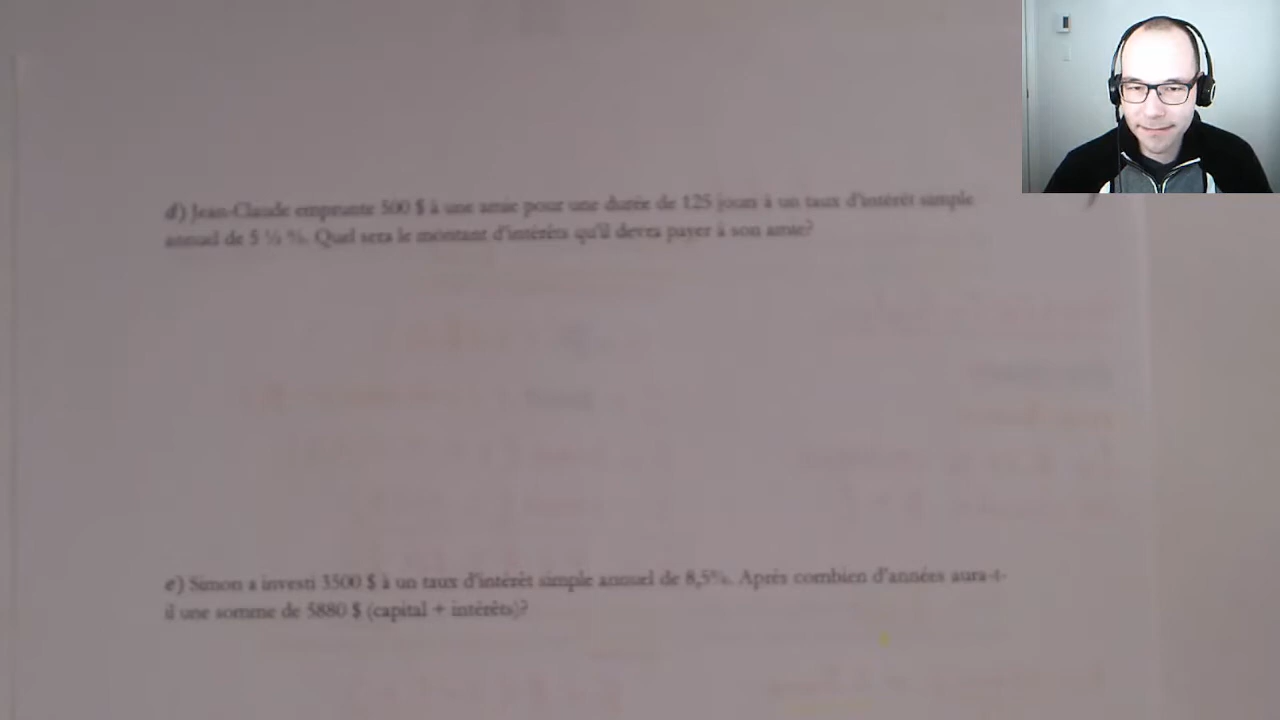 d) Jean-Claude emprunte 500 $ à une amie pour une durée de 125 jours à un taux d'intérêt simple
annuel de 5 ½ %. Quel sera le montant d'intérêts qu'il devra payer à son amie?
e) Simon a investi 3500 $ à un taux d'intérêt simple annuel de 8,5%. Après combien d'années aura-t-
il une somme de 5880 $ (capital + intérêts)?